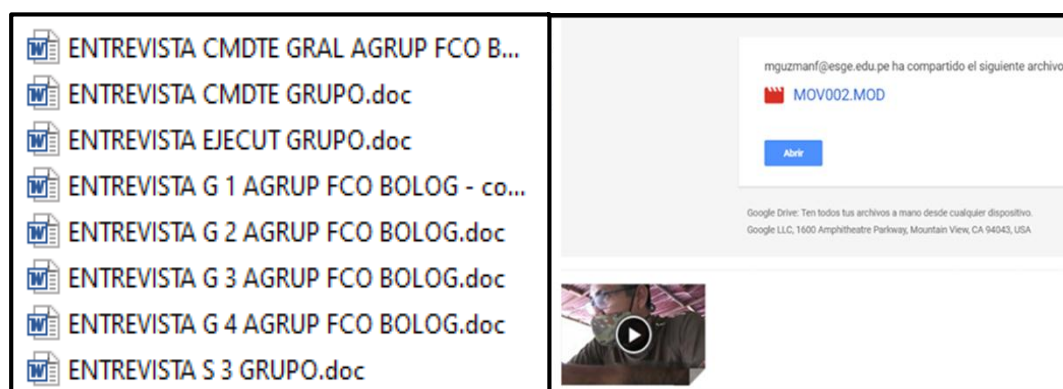 ENTREVISTA CMDTE GRAL AGRUP FCO B...
ENTREVISTA CMDTE GRUPO.doc
ENTREVISTA EJECUT GRUPO.doc
ENTREVISTA G 1 AGRUP FCO BOLOG - co...
ENTREVISTA G 2 AGRUP FCO BOLOG.doc
ENTREVISTA G 3 AGRUP FCO BOLOG.doc
ENTREVISTA G 4 AGRUP FCO BOLOG.doc
ENTREVISTA S 3 GRUPO.doc
mguzmanf@esge.edu.pe ha compartido el siguiente archivo
MOV002.MOD
Abrir
Google Drive: Ten todos tus archivos a mano desde cualquier dispositivo.
Google LLC, 1600 Amphitheatre Parkway, Mountain View, CA 94043, USA